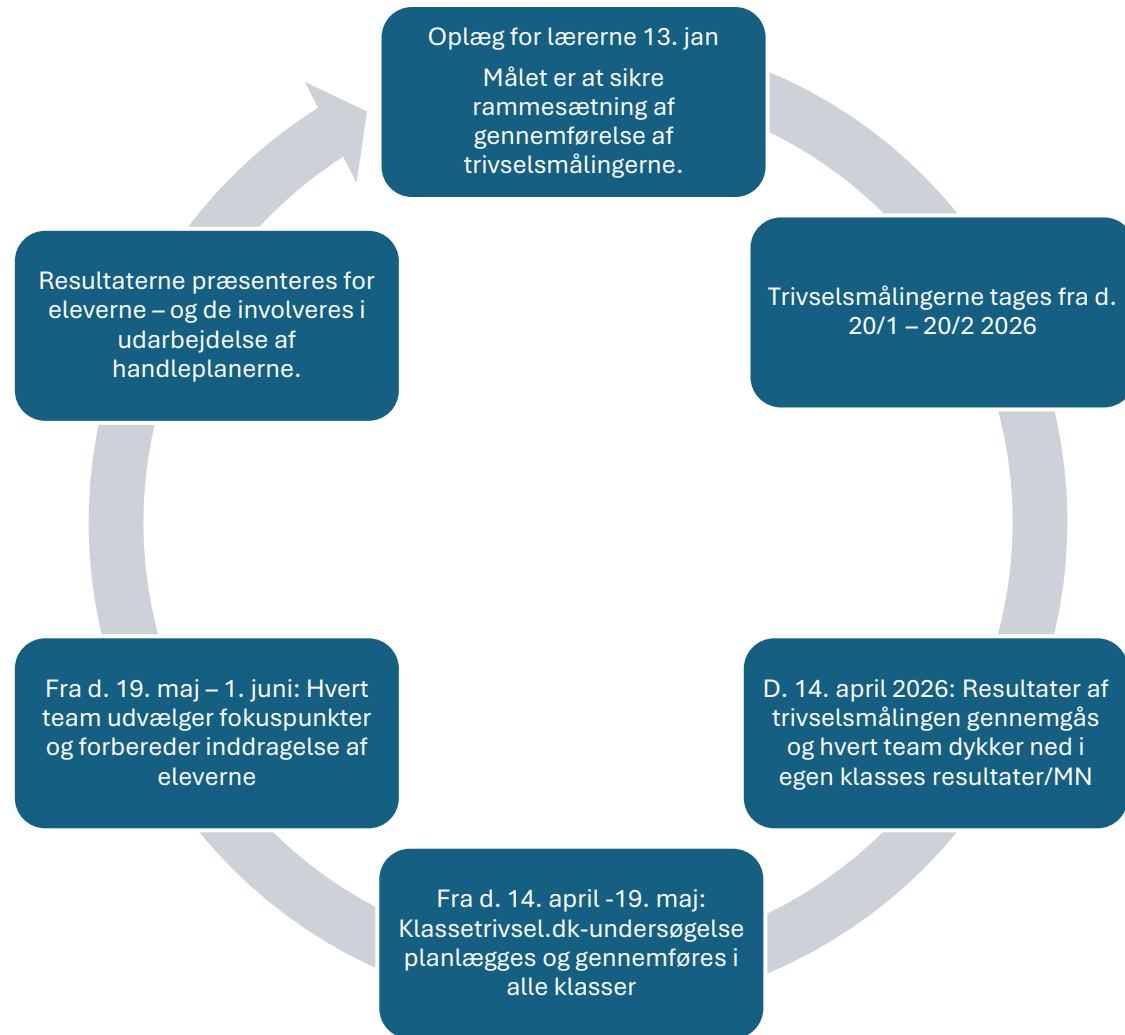 Oplæg for lærerne 13. jan
Målet er at sikre
rammesætning af
gennemførelse af
trivselsmålingerne.
Trivselsmålingerne tages fra d.
20/1 – 20/2 2026
D. 14. april 2026: Resultater af
trivselsmålingen gennemgås
og hvert team dykker ned i
egen klasses resultater/MN
Fra d. 14. april -19. maj:
Klassetrivsel.dk-undersøgelse
planlægges og gennemføres i
alle klasser
Fra d. 19. maj – 1. juni: Hvert
team udvælger fokuspunkter
og forbereder inddragelse af
eleverne
Resultaterne præsenteres for
eleverne – og de involveres i
udarbejdelse af
handleplanerne.